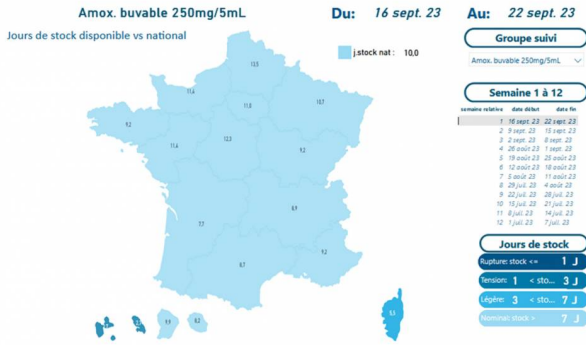 Amox. buvable 250mg/5mL
Du: 16 sept. 23
Au: 22 sept. 23
Jours de stock disponible vs national
j.stock nat : 10,0
Groupe suivi
Amox. buvable 250mg/5mL
Semaine 1 à 12
semaine relative date début date fin
1 16 sept. 23 22 sept. 23
2 9 sept. 23 15 sept. 23
3 2 sept. 23 8 sept. 23
4 26 août 23 1 sept. 23
5 19 août 23 25 août 23
6 12 août 23 18 août 23
7 5 août 23 11 août 23
8 29 juil. 23 4 août 23
9 22 juil. 23 28 juil. 23
10 15 juil. 23 21 juil. 23
11 8 juil. 23 14 juil. 23
12 1 juil. 23 7 juil. 23
Jours de stock
Rupture: stock <= 1 J
Tension: 1 < sto... 3 J
Légère: 3 < sto... 7 J
Nominal: stock > 7 J
13,5
11,6
11,0
10,7
9,2
11,6
12,3
9,2
8,9
7,7
8,7
9,2
9,9
8,2